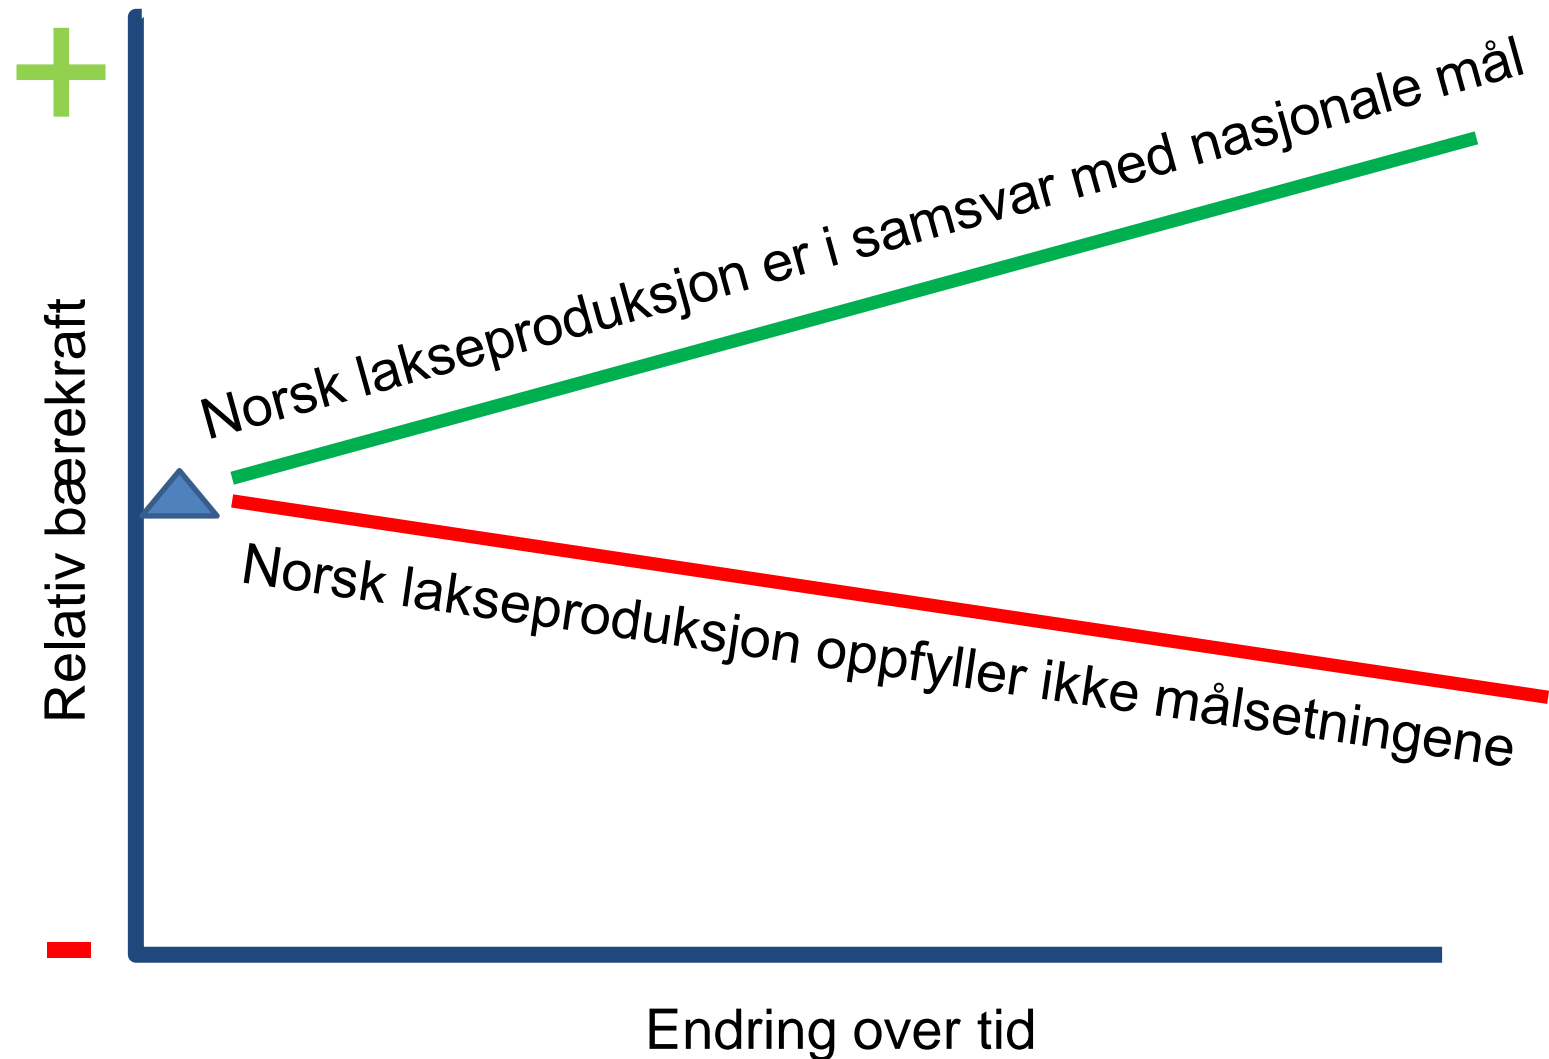 +
Norsk lakseproduksjon er i samsvar med nasjonale mål
Relativ bærekraft
Norsk lakseproduksjon oppfyller ikke målsetningene
-
Endring over tid